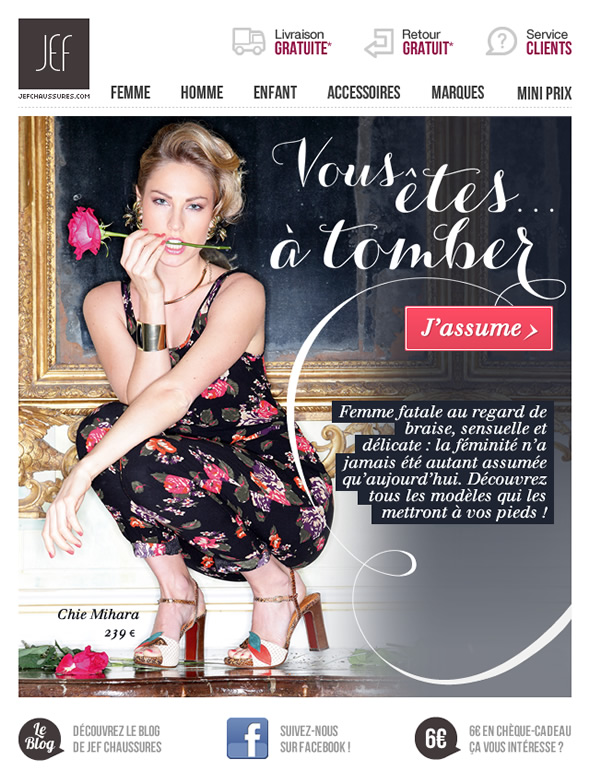 JEF
JEFCHAUSSURES.COM
Livraison
GRATUITE*
Retour
GRATUIT*
Service
CLIENTS
FEMME
HOMME
ENFANT
ACCESSOIRES
MARQUES
MINI PRIX
Vous
êtes...
à tomber
J'assume >
Femme fatale au regard de
braise, sensuelle et
délicate : la féminité n'a
jamais été autant assumée
qu'aujourd'hui. Découvrez
tous les modèles qui les
mettront à vos pieds !
Chie Mihara
239 €
Le
Blog
DÉCOUVREZ LE BLOG
DE JEF CHAUSSURES
f
SUIVEZ-NOUS
SUR FACEBOOK !
6€
6€ EN CHÈQUE-CADEAU
ÇA VOUS INTÉRESSE ?